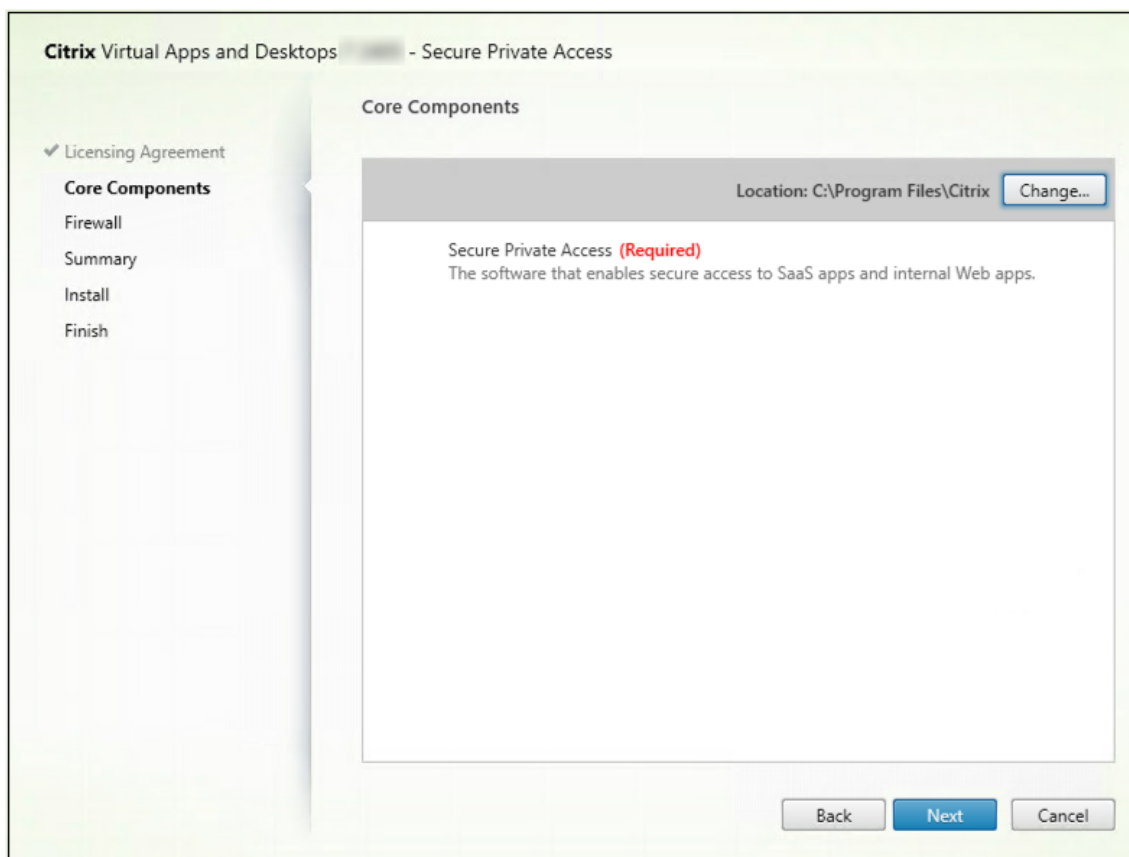 Citrix Virtual Apps and Desktops - Secure Private Access
Core Components
Licensing Agreement
Core Components
Firewall
Summary
Install
Finish
Location: C:\Program Files\Citrix
Change...
Secure Private Access (Required)
The software that enables secure access to SaaS apps and internal Web apps.
Back
Next
Cancel